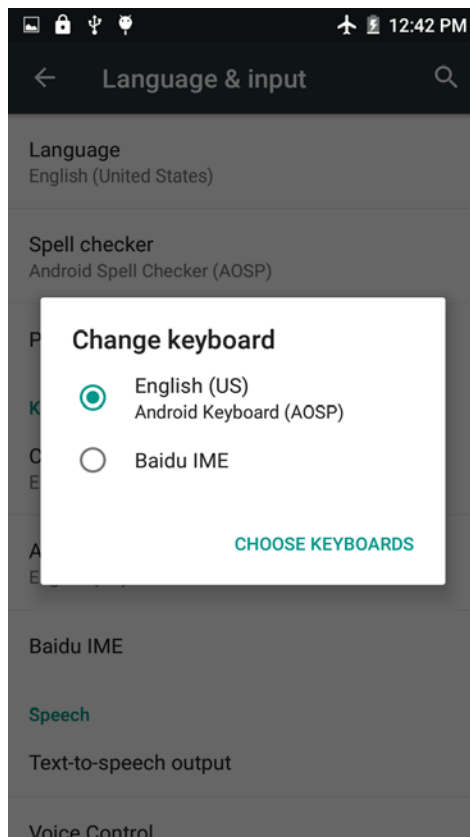 12:42 PM
Language & input
Language
English (United States)
Spell checker
Android Spell Checker (AOSP)
P
Change keyboard
K
English (US)
Android Keyboard (AOSP)
C
E
Baidu IME
A
CHOOSE KEYBOARDS
E
Baidu IME
Speech
Text-to-speech output
Voice Control